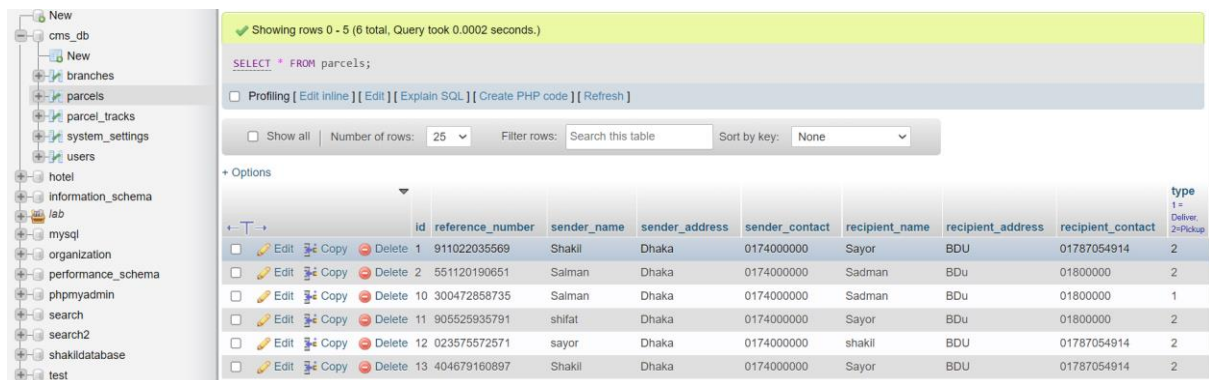 New
cms_db
New
branches
parcels
parcel_tracks
system_settings
users
hotel
information_schema
lab
mysql
organization
performance_schema
phpmyadmin
search
search2
shakildatabase
test
Showing rows 0 - 5 (6 total, Query took 0.0002 seconds.)
SELECT * FROM parcels;
Profiling [ Edit inline ] [ Edit ] [ Explain SQL ] [ Create PHP code ] [ Refresh ]
Show all | Number of rows: 25 Filter rows: Search this table Sort by key: None
+ Options
←T→ id reference_number sender_name sender_address sender_contact recipient_name recipient_address recipient_contact type 1 = Deliver, 2=Pickup
Edit Copy Delete 1 911022035569 Shakil Dhaka 0174000000 Sayor BDU 01787054914 2
Edit Copy Delete 2 551120190651 Salman Dhaka 0174000000 Sadman BDU 01800000 2
Edit Copy Delete 10 300472858735 Salman Dhaka 0174000000 Sadman BDu 01800000 1
Edit Copy Delete 11 905525935791 shifat Dhaka 0174000000 Sayor BDU 01800000 2
Edit Copy Delete 12 023575572571 sayor Dhaka 0174000000 shakil BDU 01787054914 2
Edit Copy Delete 13 404679160897 Shakil Dhaka 0174000000 Sayor BDU 01787054914 2